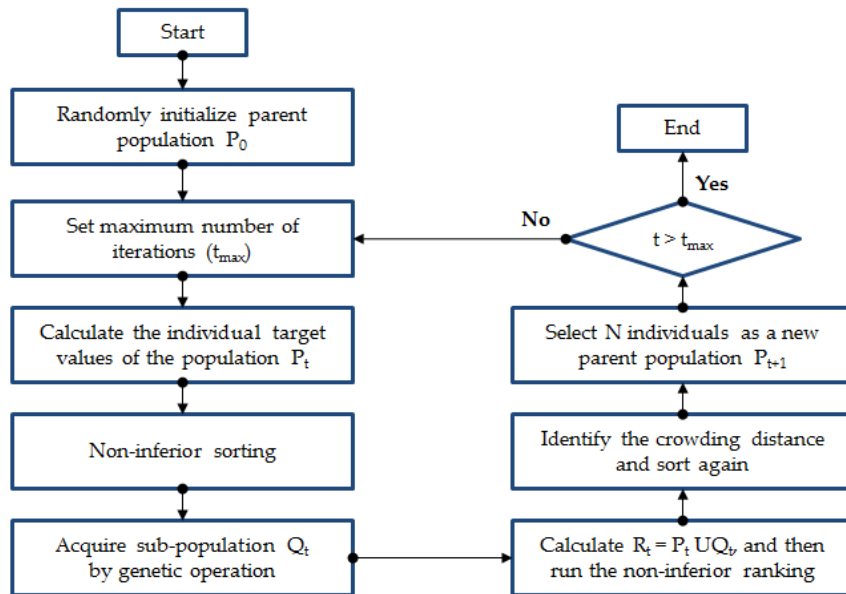 Start
Randomly initialize parent
population P₀
Set maximum number of
iterations (tₘₐₓ)
Calculate the individual target
values of the population Pₜ
Non-inferior sorting
Acquire sub-population Qₜ
by genetic operation
Calculate Rₜ = Pₜ UQₜ, and then
run the non-inferior ranking
Identify the crowding distance
and sort again
Select N individuals as a new
parent population Pₜ₊₁
t > tₘₐₓ
No
Yes
End